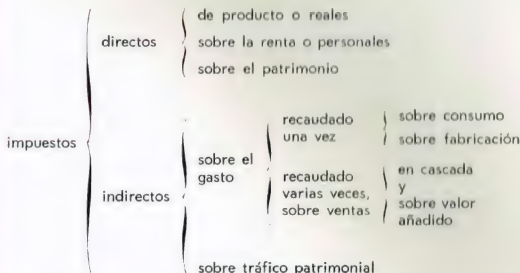 impuestos
directos
de producto o reales
sobre la renta o personales
sobre el patrimonio
indirectos
sobre el
gasto
recaudado
una vez
sobre consumo
sobre fabricación
recaudado
varias veces,
sobre ventas
en cascada
y
sobre valor
añadido
sobre tráfico patrimonial